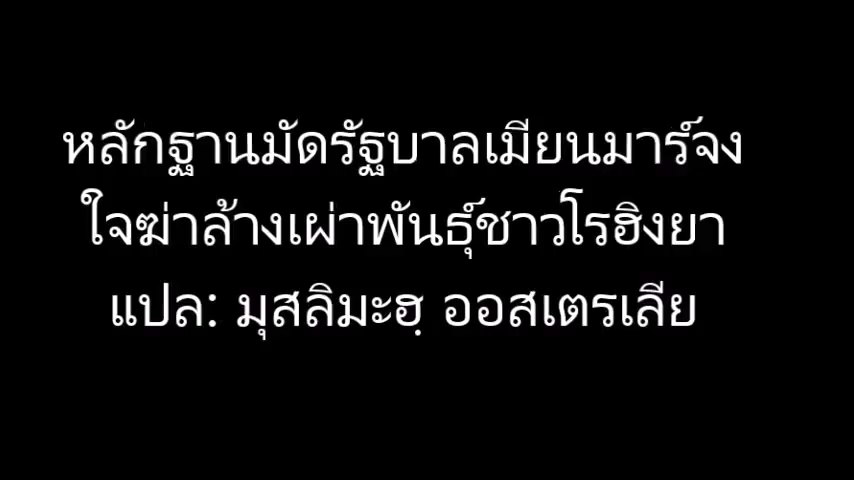 หลักฐานมัดรัฐบาลเมียนมาร์จง
ใจฆ่าล้างเผ่าพันธุ์ชาวโรฮิงยา
แปล: มุสลิมะฮฺ ออสเตรเลีย